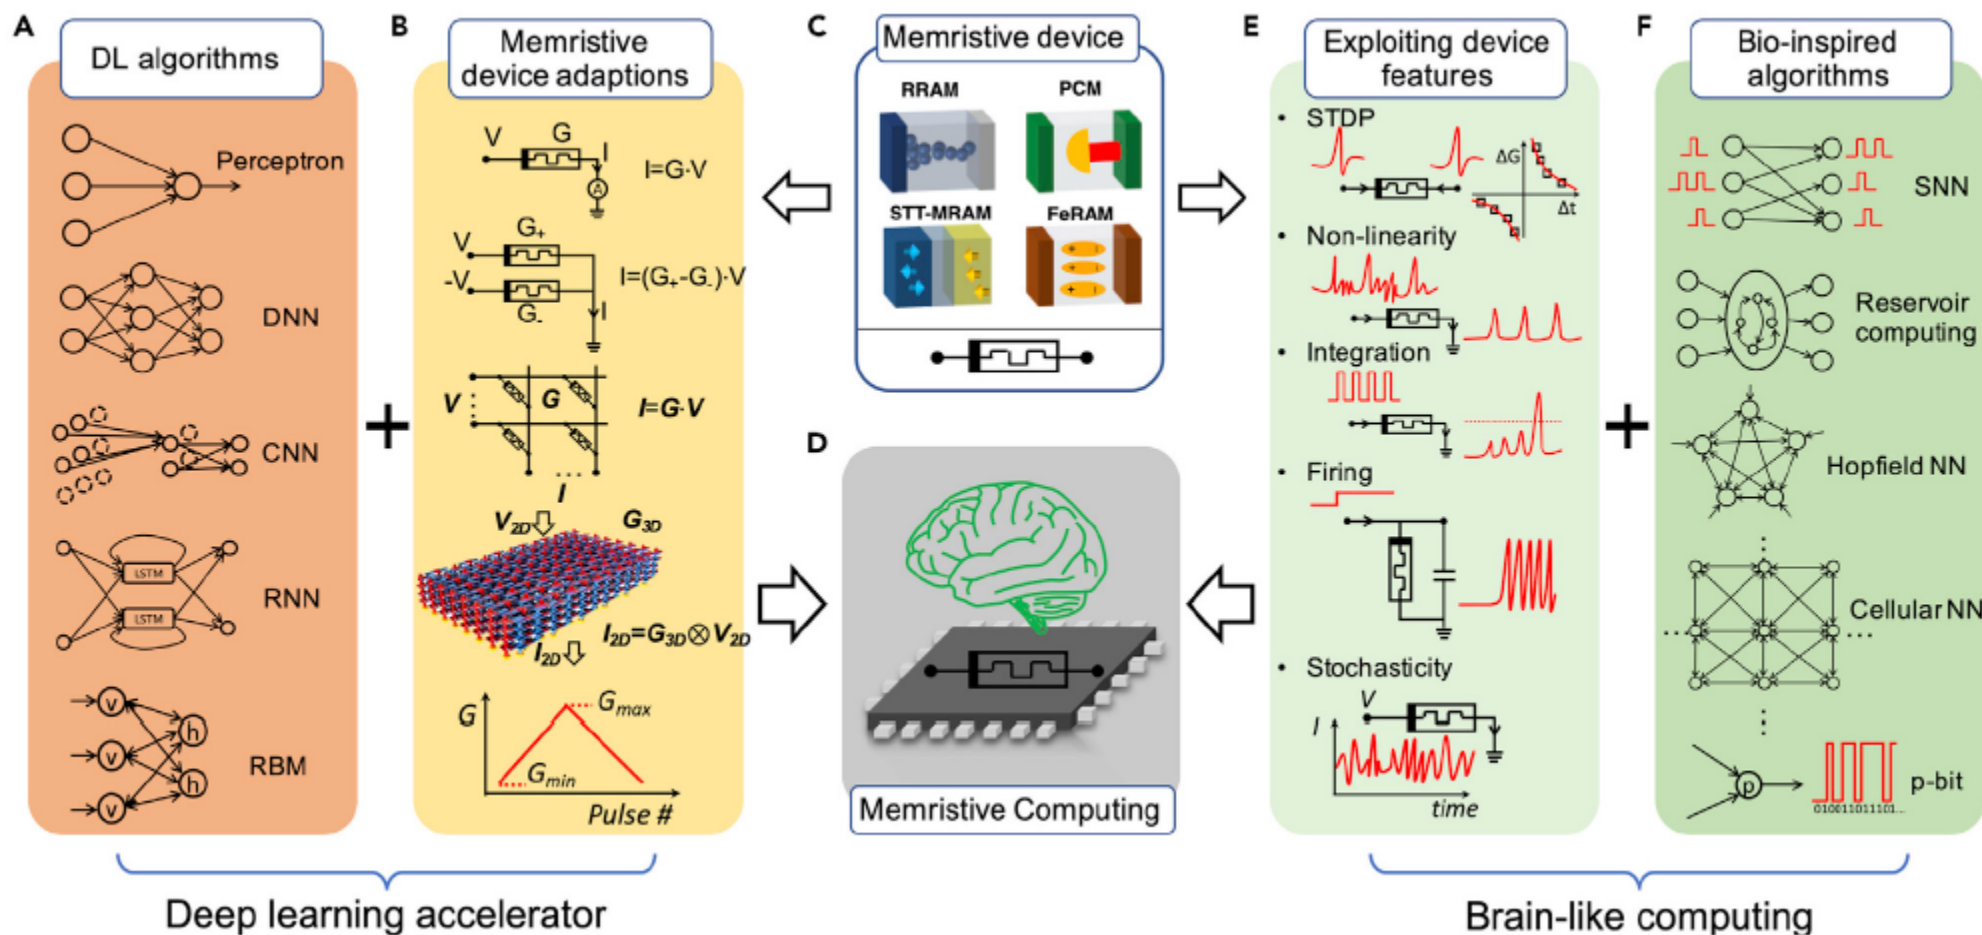 A
DL algorithms
Perceptron
DNN
CNN
LSTM
LSTM
RNN
v
v
v
h
h
RBM
B
Memristive
device adaptions
V
G
I
A
I=G·V
V
G+
-V
G-
I
I=(G+-G-)·V
V
G
I=G·V
I
V2D
G3D
I2D
I2D=G3D⊗V2D
G
Gmax
Gmin
Pulse #
Deep learning accelerator
C
Memristive device
RRAM
PCM
STT-MRAM
FeRAM
D
Memristive Computing
E
Exploiting device
features
• STDP
ΔG
Δt
• Non-linearity
• Integration
• Firing
• Stochasticity
V
I
time
F
Bio-inspired
algorithms
SNN
Reservoir
computing
Hopfield NN
Cellular NN
p
p-bit
010011011101...
Brain-like computing